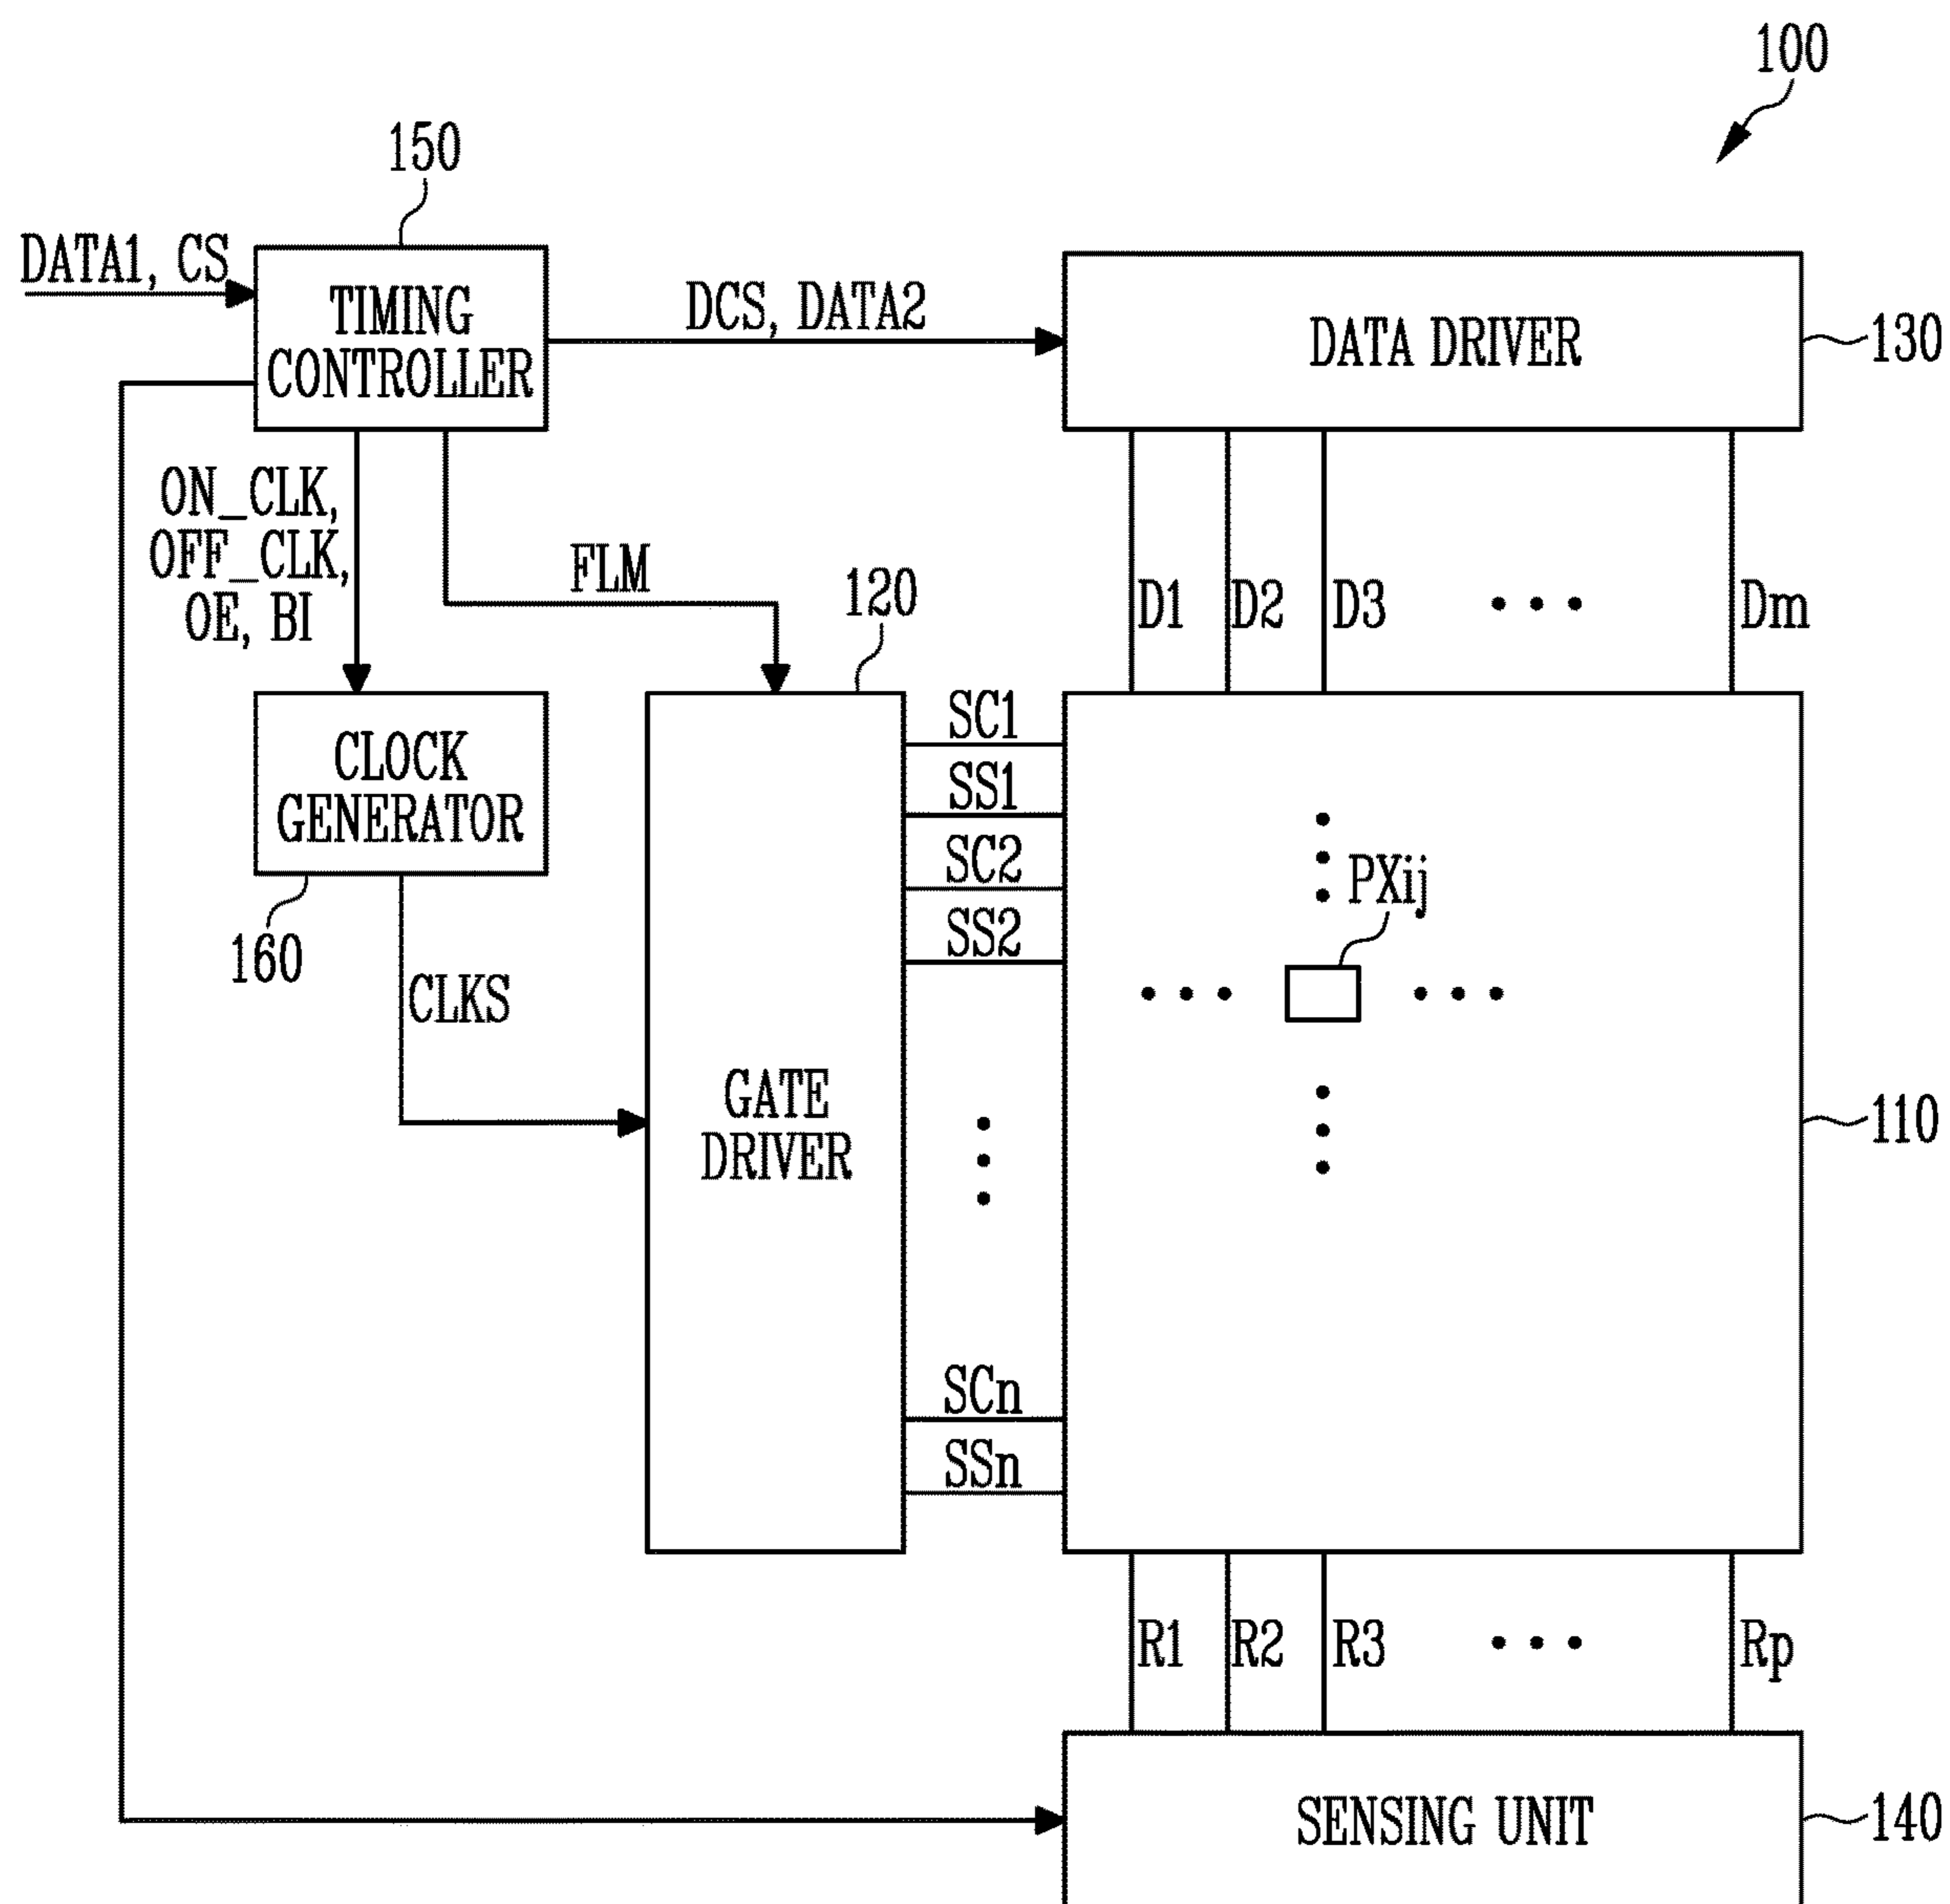 100
150
DATA1, CS
TIMING
CONTROLLER
DCS, DATA2
DATA DRIVER
130
ON_CLK,
OFF_CLK,
OE, BI
FLM
120
D1
D2
D3
Dm
CLOCK
GENERATOR
160
CLKS
GATE
DRIVER
SC1
SS1
SC2
SS2
SCn
SSn
PXij
110
R1
R2
R3
Rp
SENSING UNIT
140